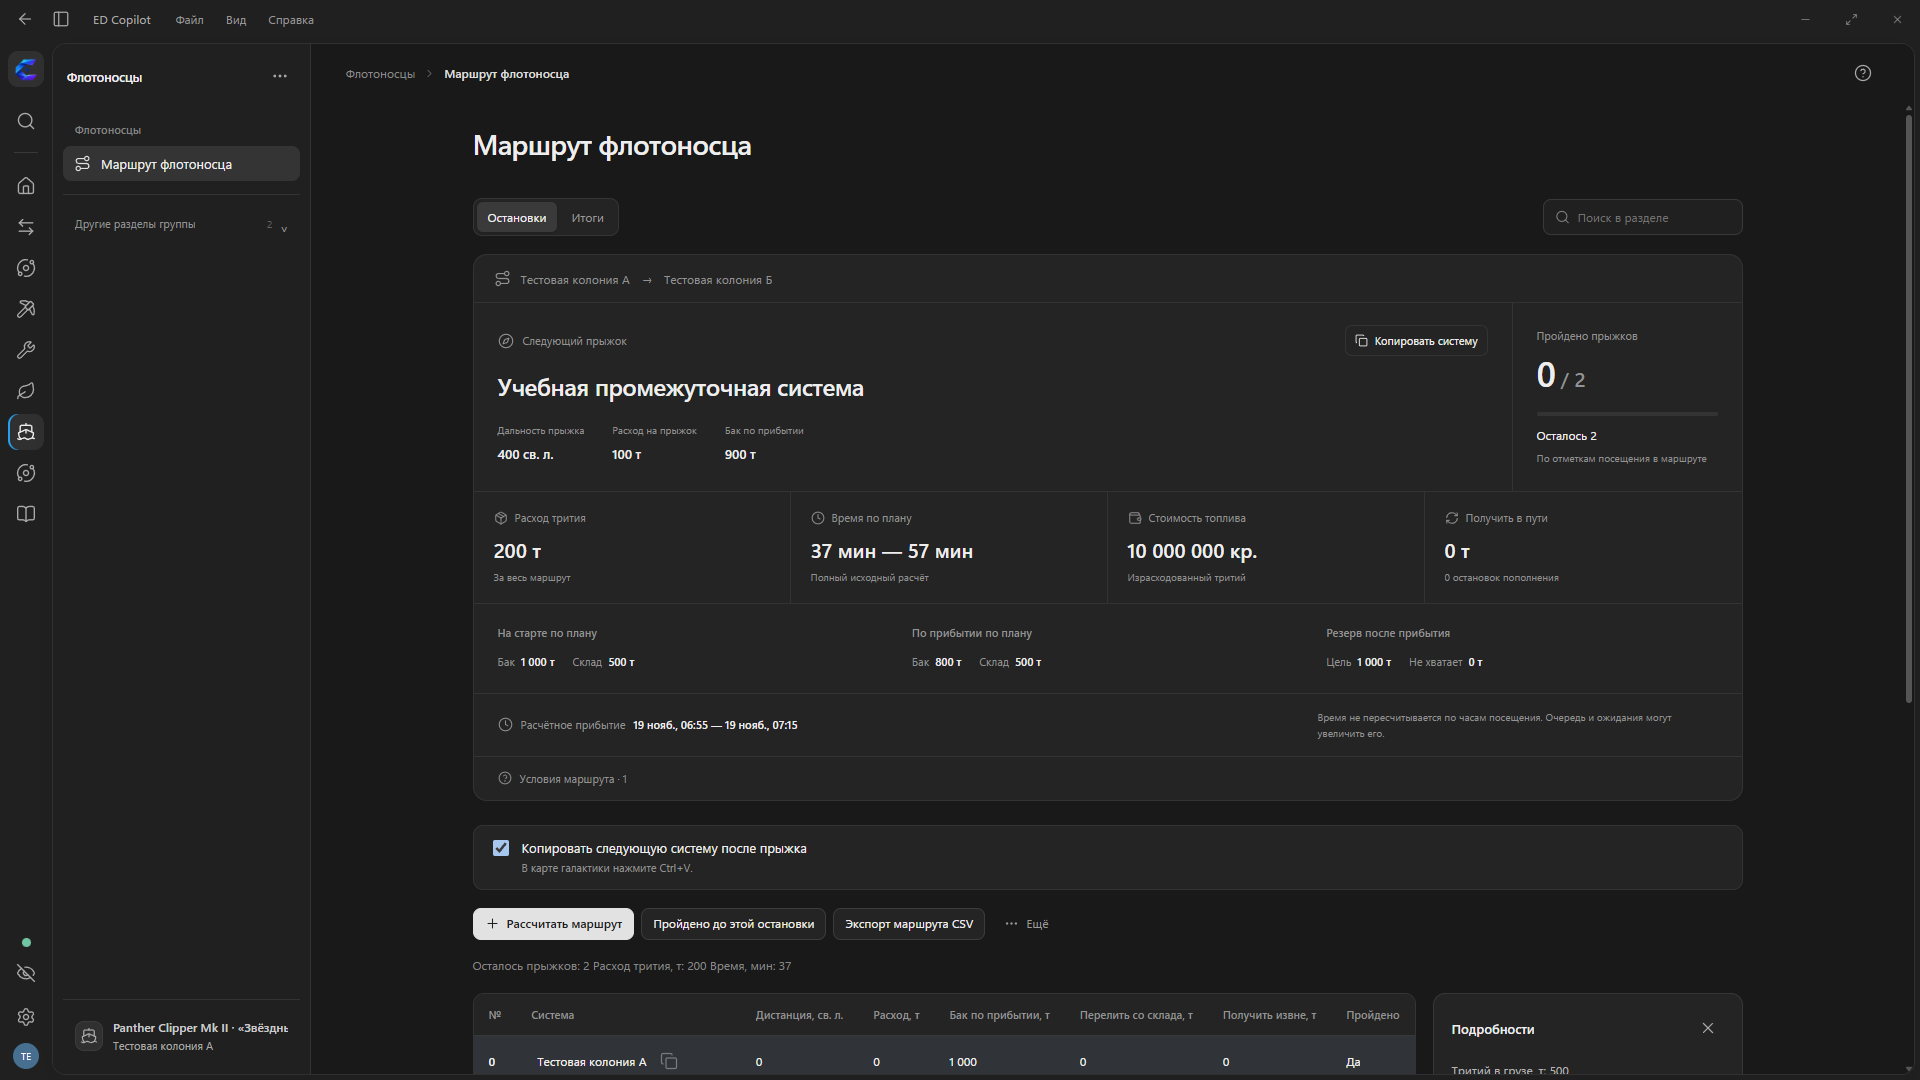 ED Copilot Файл Вид Справка
Флотоносцы
Флотоносцы
Маршрут флотоносца
Другие разделы группы 2
Panther Clipper Mk II · «Звёздны
Тестовая колония А
TE
Флотоносцы > Маршрут флотоносца
Маршрут флотоносца
Остановки Итоги
Поиск в разделе
Тестовая колония А → Тестовая колония Б
Следующий прыжок
Копировать систему
Учебная промежуточная система
Дальность прыжка Расход на прыжок Бак по прибытии
400 св. л. 100 т 900 т
Пройдено прыжков
0 / 2
Осталось 2
По отметкам посещения в маршруте
Расход трития
200 т
За весь маршрут
Время по плану
37 мин — 57 мин
Полный исходный расчёт
Стоимость топлива
10 000 000 кр.
Израсходованный тритий
Получить в пути
0 т
0 остановок пополнения
На старте по плану
Бак 1 000 т Склад 500 т
По прибытии по плану
Бак 800 т Склад 500 т
Резерв после прибытия
Цель 1 000 т Не хватает 0 т
Расчётное прибытие 19 нояб., 06:55 — 19 нояб., 07:15
Время не пересчитывается по часам посещения. Очередь и ожидания могут
увеличить его.
Условия маршрута · 1
Копировать следующую систему после прыжка
В карте галактики нажмите Ctrl+V.
Рассчитать маршрут Пройдено до этой остановки Экспорт маршрута CSV ··· Ещё
Осталось прыжков: 2 Расход трития, т: 200 Время, мин: 37
№ Система Дистанция, св. л. Расход, т Бак по прибытии, т Перелить со склада, т Получить извне, т Пройдено
0 Тестовая колония А 0 0 1 000 0 0 Да
Подробности
Тритий в грузе, т: 500